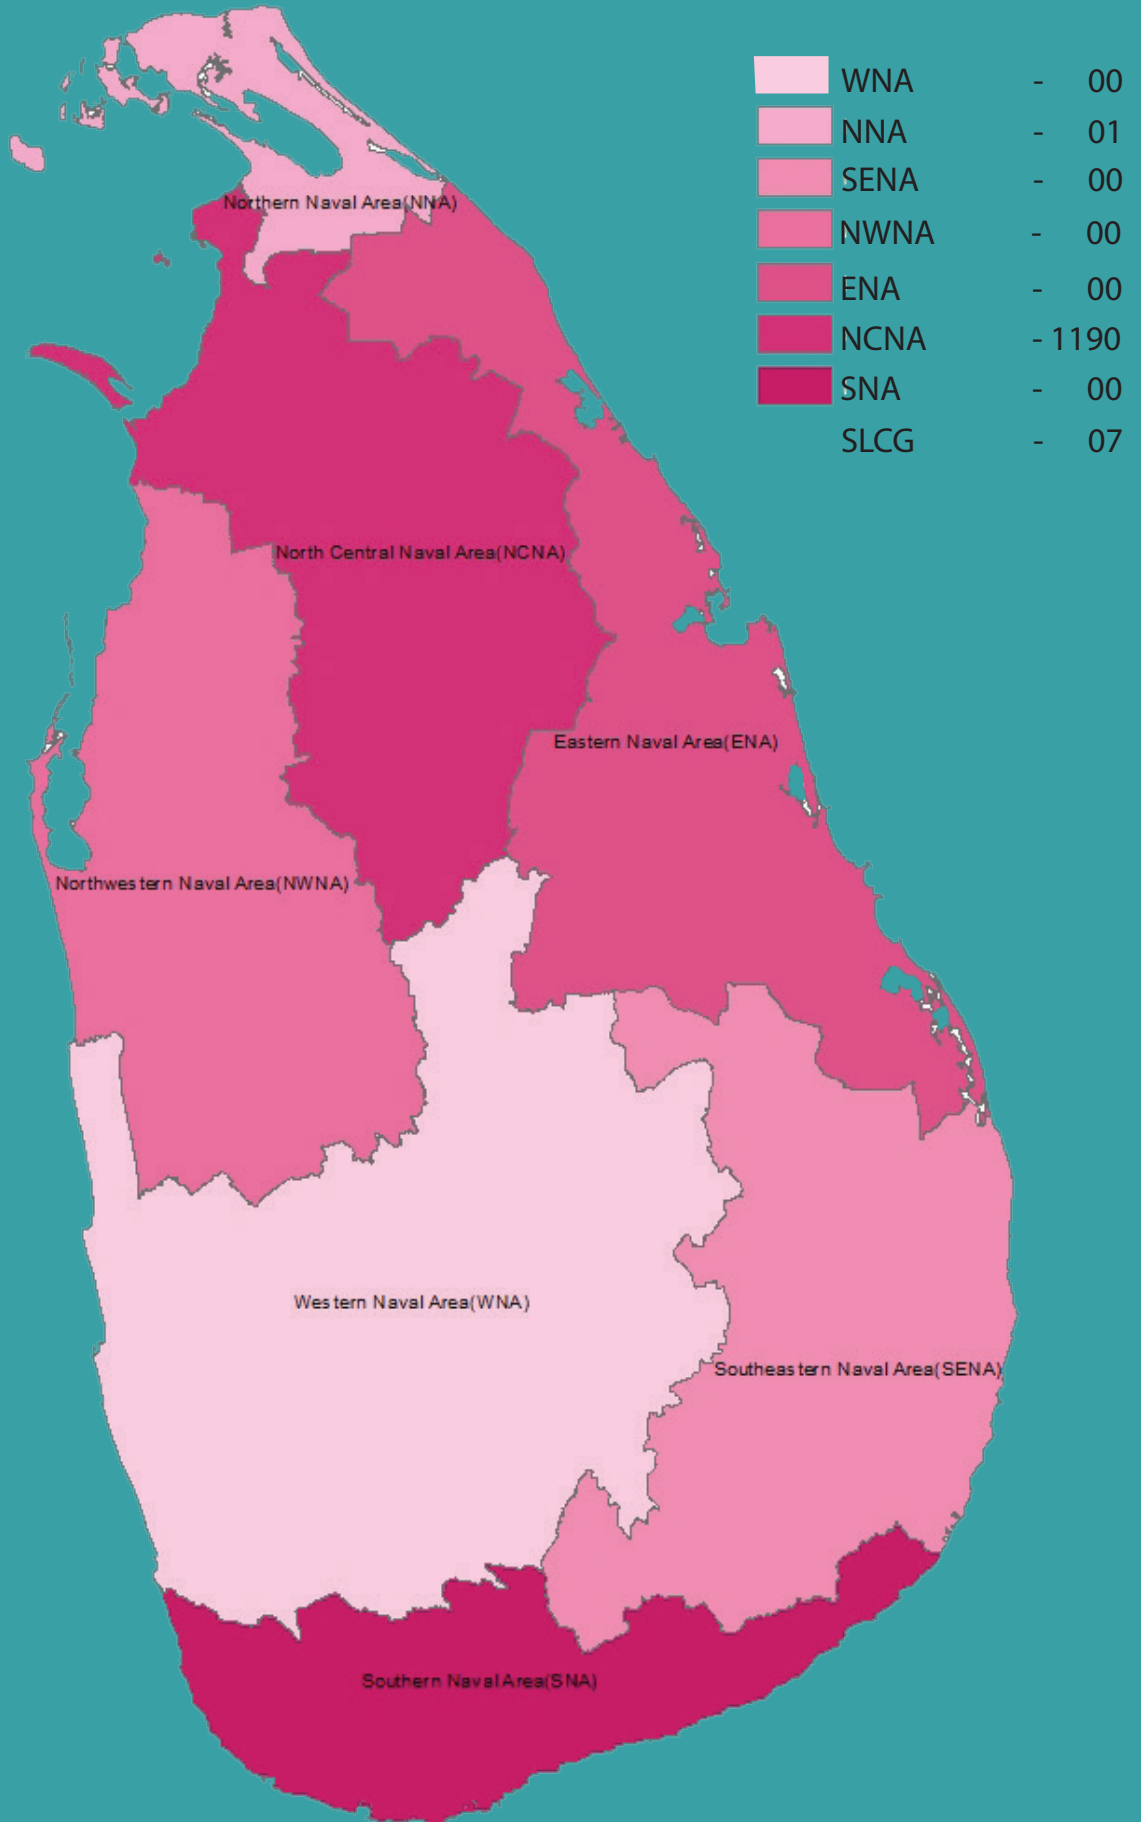 WNA - 00
NNA - 01
SENA - 00
NWNA - 00
ENA - 00
NCNA - 1190
SNA - 00
SLCG - 07
Northern Naval Area(NNA)
North Central Naval Area(NCNA)
Eastern Naval Area(ENA)
Northwestern Naval Area(NWNA)
Western Naval Area(WNA)
Southeastern Naval Area(SENA)
Southern Naval Area(SNA)